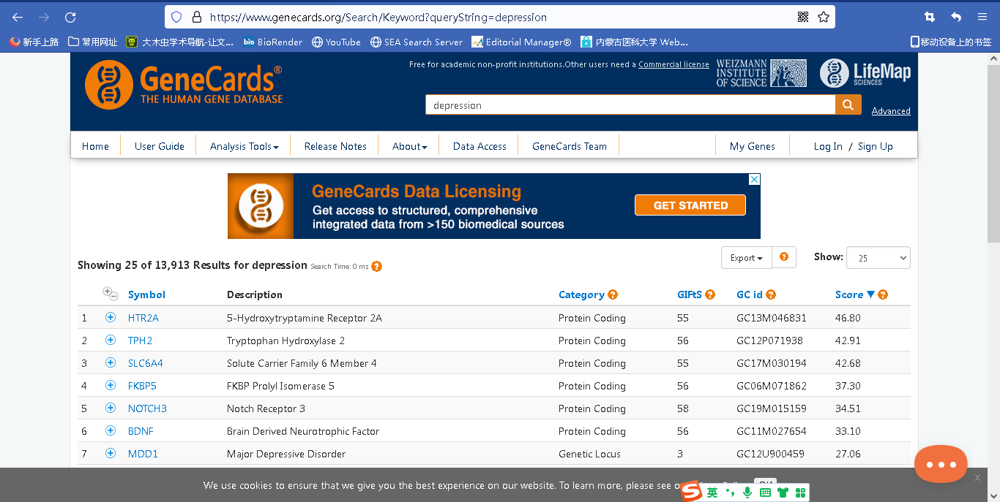 https://www.genecards.org/Search/Keyword?queryString=depression
新手上路 常用网址 大木虫学术导航-让文... bio BioRender YouTube SEA Search Server Editorial Manager® 内蒙古医科大学 Web... 移动设备上的书签
GeneCards®
THE HUMAN GENE DATABASE
Free for academic non-profit institutions.Other users need a Commercial license
WEIZMANN
INSTITUTE
OF SCIENCE
LifeMap
SCIENCES
depression
Advanced
Home User Guide Analysis Tools About Release Notes Data Access GeneCards Team My Genes Log In / Sign Up
GeneCards Data Licensing
Get access to structured, comprehensive
integrated data from >150 biomedical sources
GET STARTED
Showing 25 of 13,913 Results for depression Search Time: 0 ms ?
Export ? Show: 25
Symbol Description Category ? GIFtS ? GC id ? Score ?
1 HTR2A 5-Hydroxytryptamine Receptor 2A Protein Coding 55 GC13M046831 46.80
2 TPH2 Tryptophan Hydroxylase 2 Protein Coding 56 GC12P071938 42.91
3 SLC6A4 Solute Carrier Family 6 Member 4 Protein Coding 55 GC17M030194 42.68
4 FKBP5 FKBP Prolyl Isomerase 5 Protein Coding 56 GC06M071862 37.30
5 NOTCH3 Notch Receptor 3 Protein Coding 58 GC19M015159 34.51
6 BDNF Brain Derived Neurotrophic Factor Protein Coding 56 GC11M027654 33.10
7 MDD1 Major Depressive Disorder Genetic Locus 3 GC12U900459 27.06
We use cookies to ensure that we give you the best experience on our website. To learn more, please see x
S 英